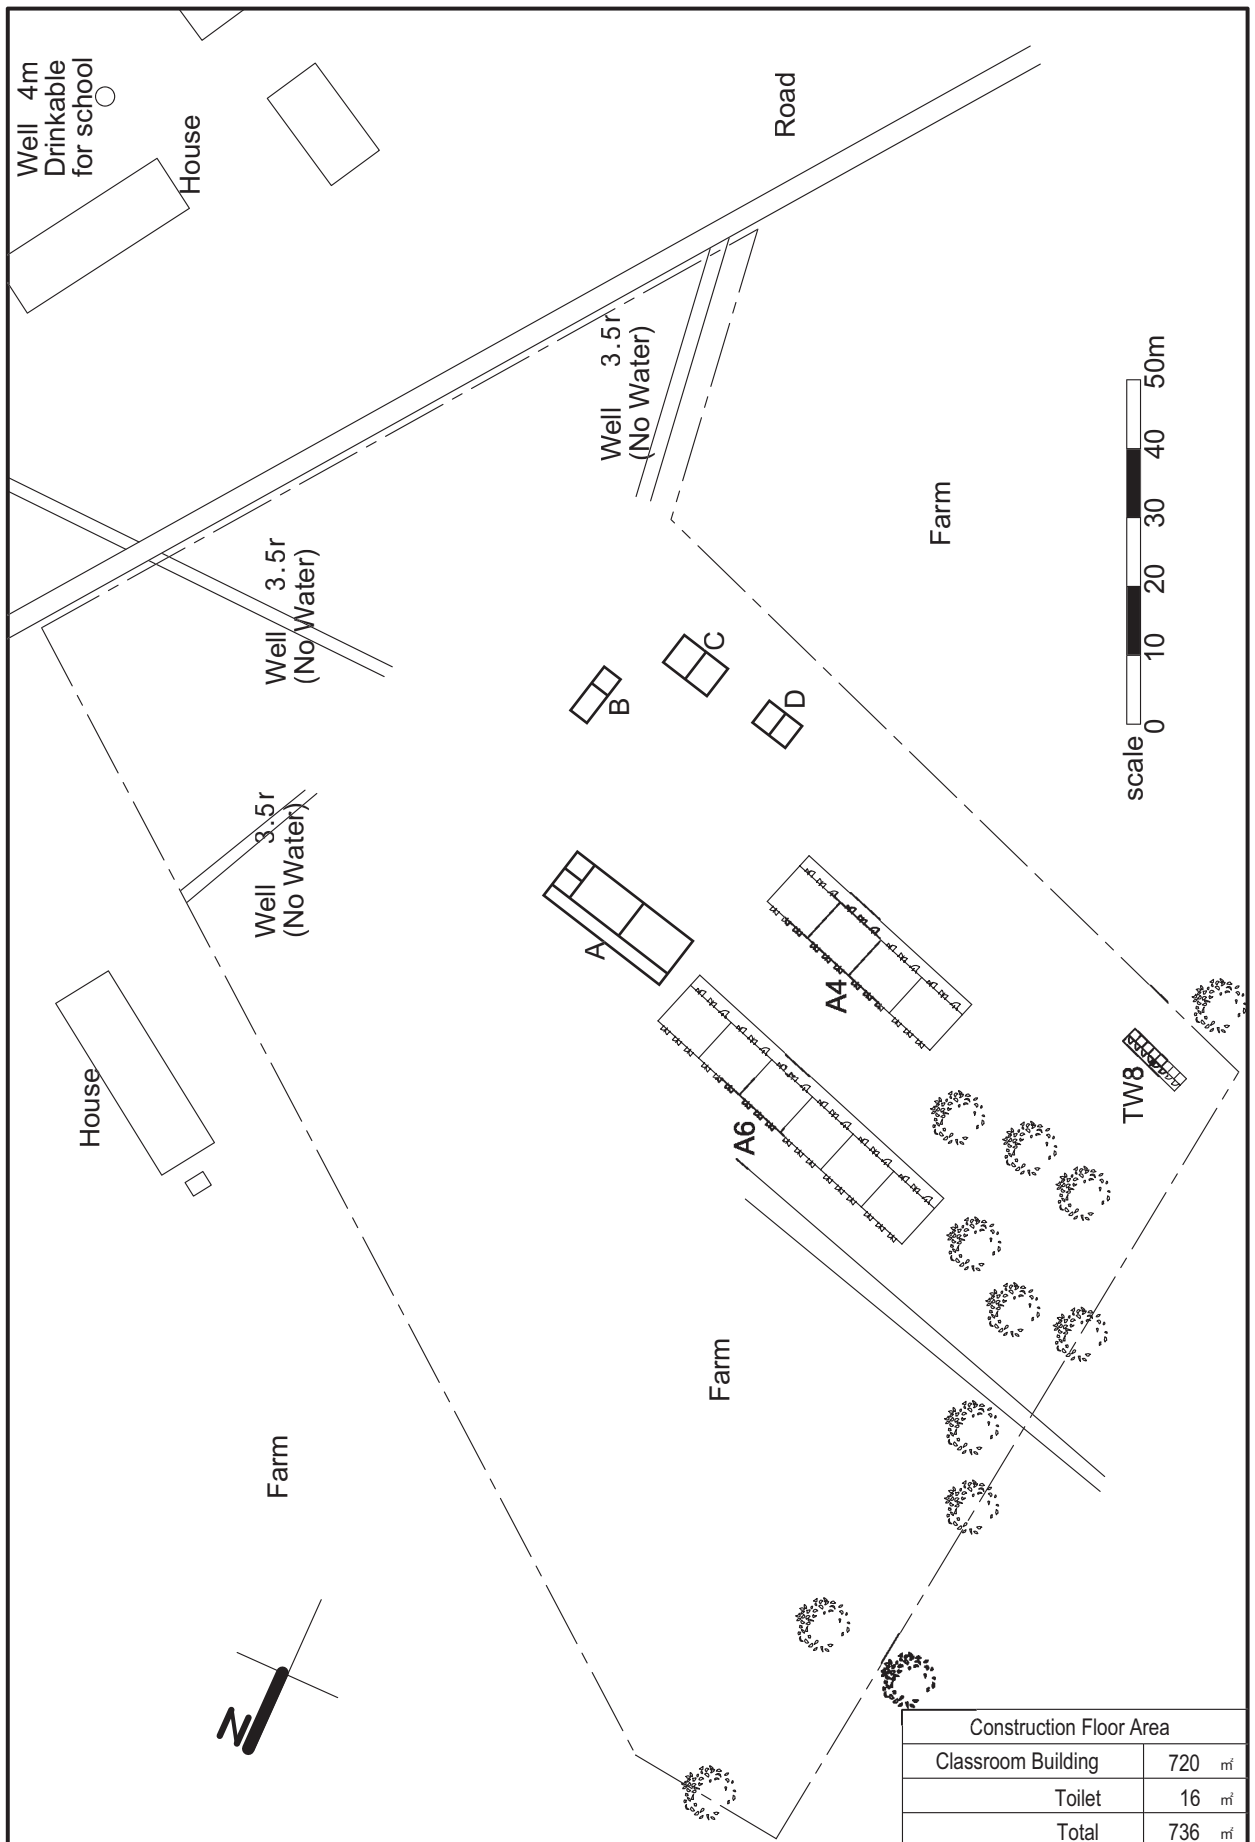 Well 4m
Drinkable
for school
House
Road
Well 3.5r
(No Water)
Well 3.5r
(No Water)
Well 3.5r
(No Water)
Farm
B
C
D
A
A4
A6
TW8
House
Farm
Farm
scale
0 10 20 30 40 50m
N
Construction Floor Area
Classroom Building 720 ㎡
Toilet 16 ㎡
Total 736 ㎡